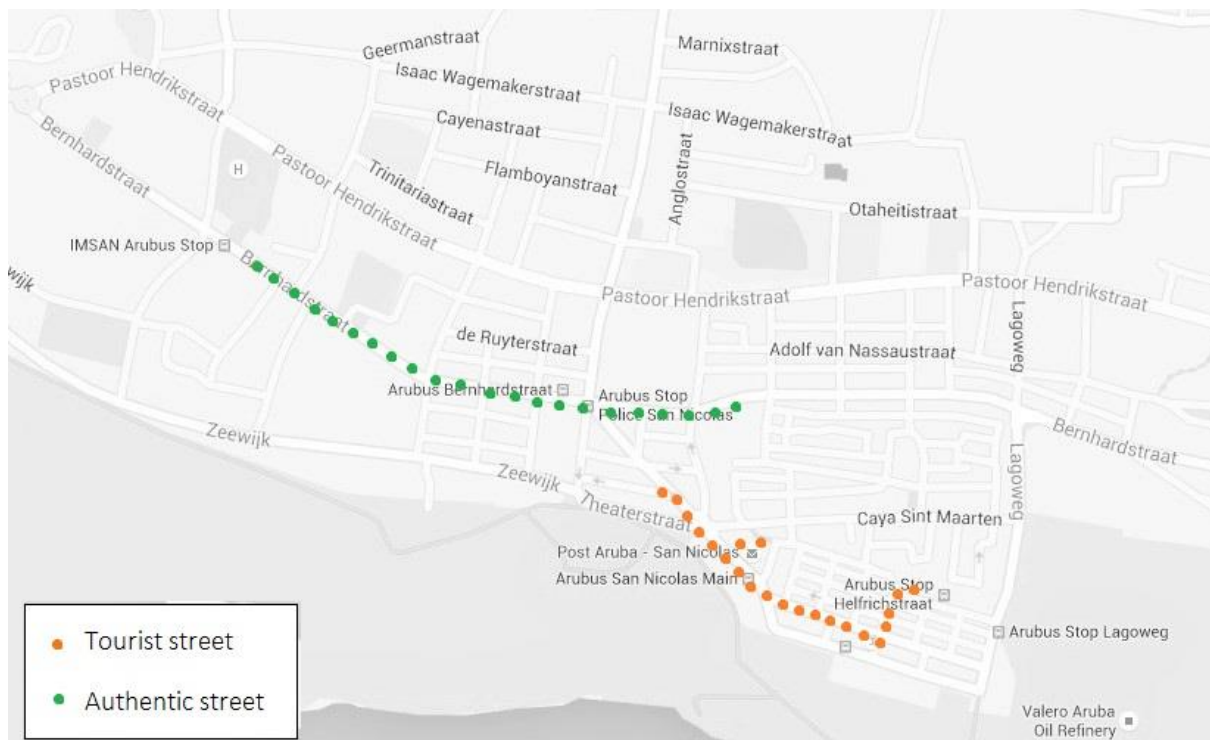 Geermanstraat
Marnixstraat
Pastoor Hendrikstraat
Isaac Wagemakerstraat
Isaac Wagemakerstraat
Bernhardstraat
Cayenastraat
Pastoor Hendrikstraat
Trinitariastraat
Flamboyanstraat
Anglostraat
H
Otaheitistraat
IMSAN Arubus Stop
Bernhardstraat
eewijk
Pastoor Hendrikstraat
Pastoor Hendrikstraat
Lagoweg
de Ruyterstraat
Adolf van Nassaustraat
Arubus Bernhardstraat
Arubus Stop
Police San Nicolas
Zeewijk
Bernhardstraat
Zeewijk
Lagoweg
Theaterstraat
Caya Sint Maarten
Post Aruba - San Nicolas
Arubus San Nicolas Main
Arubus Stop
Helfrichstraat
Arubus Stop Lagoweg
Tourist street
Authentic street
Valero Aruba
Oil Refinery